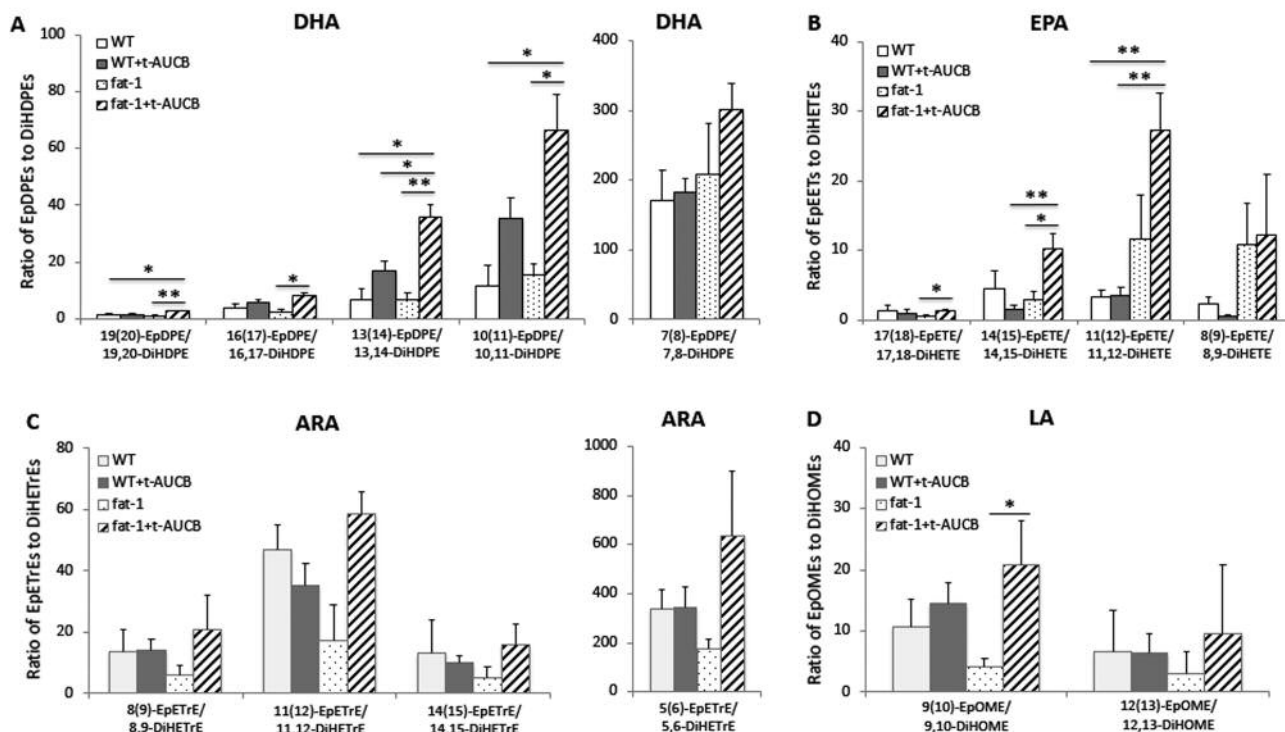 A
DHA
Ratio of EpDPEs to DiHDPEs
100
80
60
40
20
0
WT
WT+t-AUCB
fat-1
fat-1+t-AUCB
*
**
*
*
*
**
*
*
19(20)-EpDPE/
19,20-DiHDPE
16(17)-EpDPE/
16,17-DiHDPE
13(14)-EpDPE/
13,14-DiHDPE
10(11)-EpDPE/
10,11-DiHDPE
DHA
400
300
200
100
0
7(8)-EpDPE/
7,8-DiHDPE
B
EPA
Ratio of EpEETs to DiHETEs
40
30
20
10
0
WT
WT+t-AUCB
fat-1
fat-1+t-AUCB
*
**
*
**
**
17(18)-EpETE/
17,18-DiHETE
14(15)-EpETE/
14,15-DiHETE
11(12)-EpETE/
11,12-DiHETE
8(9)-EpETE/
8,9-DiHETE
C
ARA
Ratio of EpETrEs to DiHETrEs
80
60
40
20
0
WT
WT+t-AUCB
fat-1
fat-1+t-AUCB
8(9)-EpETrE/
8,9-DiHETrE
11(12)-EpETrE/
11,12-DiHETrE
14(15)-EpETrE/
14,15-DiHETrE
ARA
1000
800
600
400
200
0
5(6)-EpETrE/
5,6-DiHETrE
D
LA
Ratio of EpOMEs to DiHOMEs
40
30
20
10
0
WT
WT+t-AUCB
fat-1
fat-1+t-AUCB
*
9(10)-EpOME/
9,10-DiHOME
12(13)-EpOME/
12,13-DiHOME